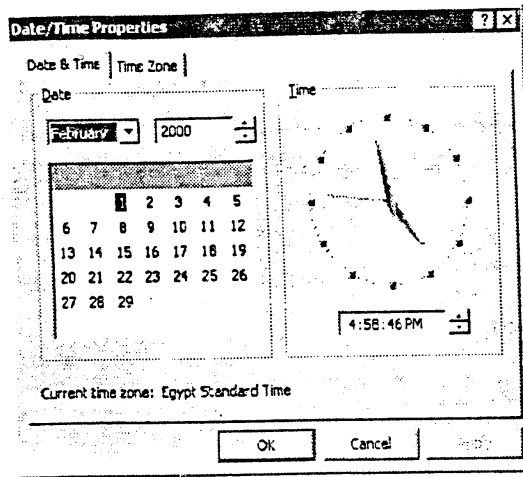 Date/Time Properties ? X
Date & Time Time Zone
Date
February 2000
1 2 3 4 5
6 7 8 9 10 11 12
13 14 15 16 17 18 19
20 21 22 23 24 25 26
27 28 29
Time
4:58:46 PM
Current time zone: Egypt Standard Time
OK Cancel